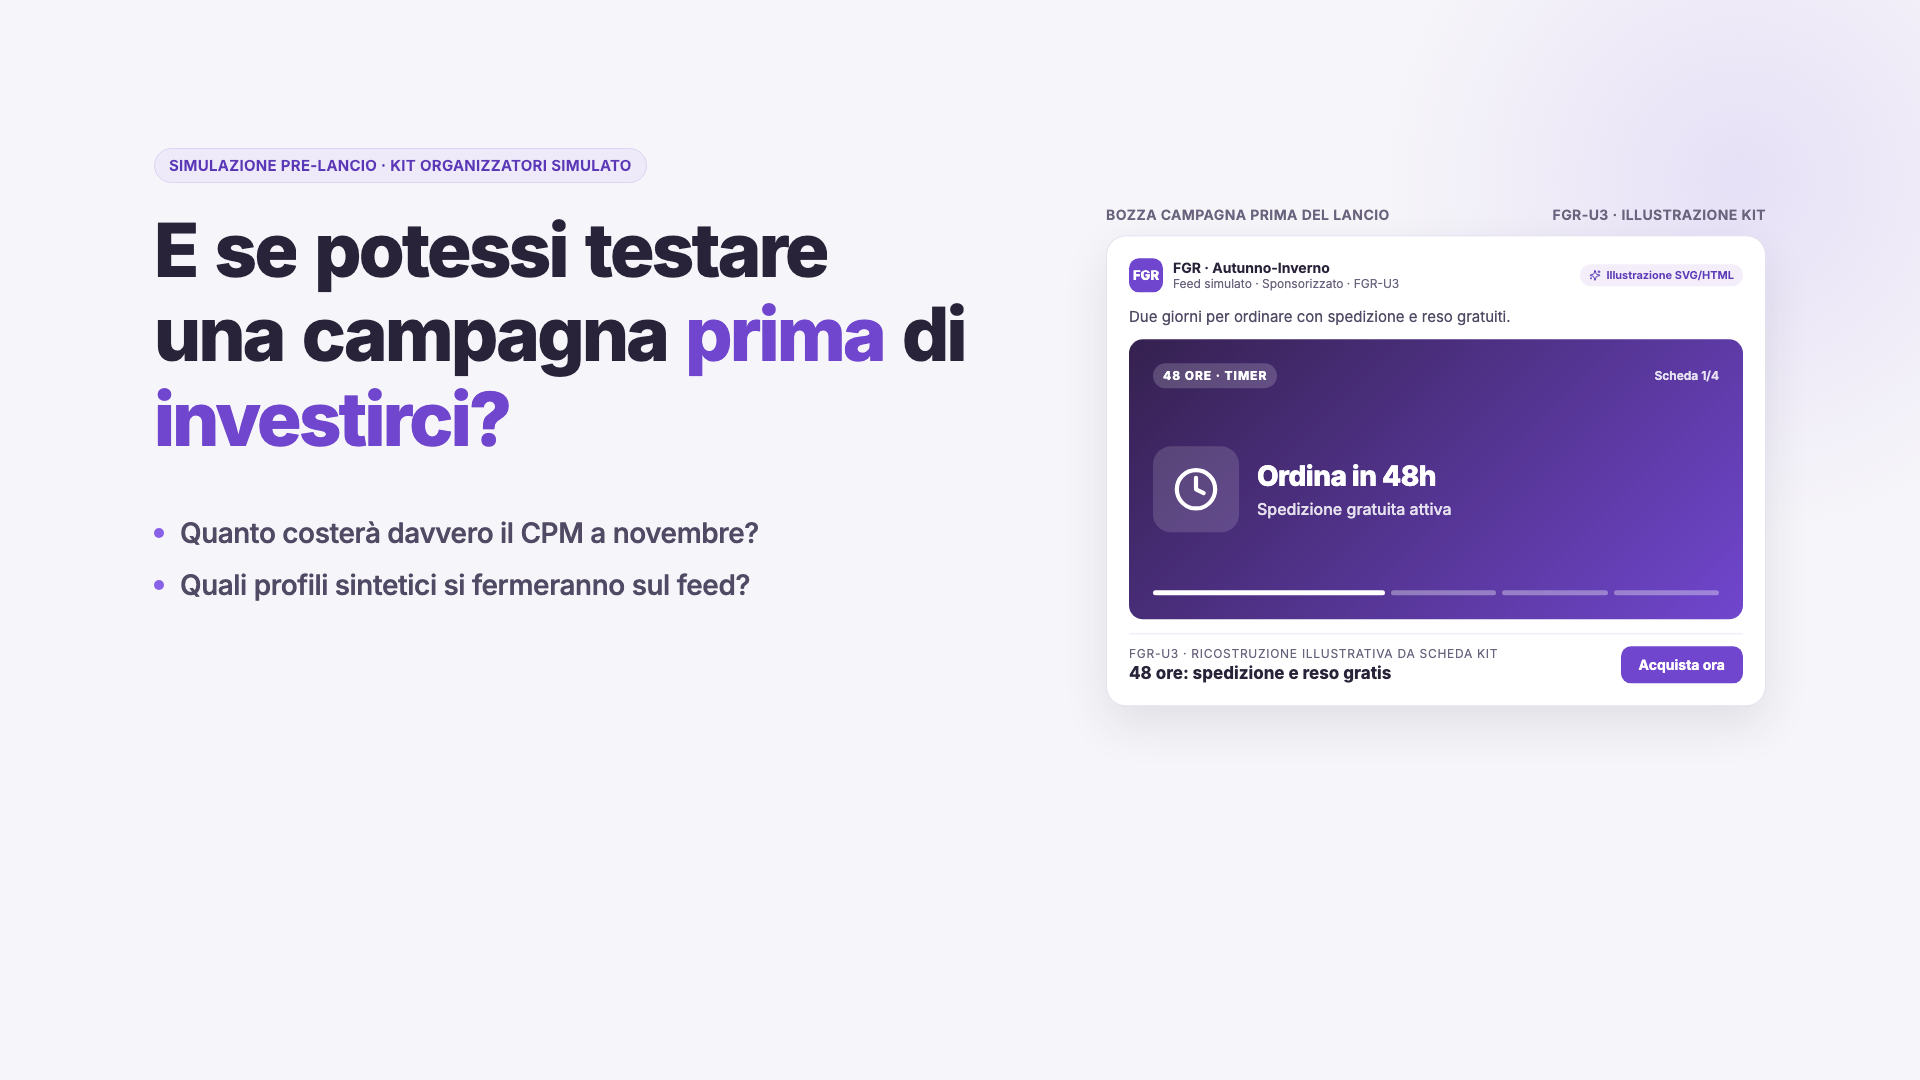 SIMULAZIONE PRE-LANCIO · KIT ORGANIZZATORI SIMULATO
E se potessi testare
una campagna prima di
investirci?
Quanto costerà davvero il CPM a novembre?
Quali profili sintetici si fermeranno sul feed?
BOZZA CAMPAGNA PRIMA DEL LANCIO
FGR-U3 · ILLUSTRAZIONE KIT
FGR
FGR · Autunno-Inverno
Feed simulato · Sponsorizzato · FGR-U3
Illustrazione SVG/HTML
Due giorni per ordinare con spedizione e reso gratuiti.
48 ORE · TIMER
Scheda 1/4
Ordina in 48h
Spedizione gratuita attiva
FGR-U3 · RICOSTRUZIONE ILLUSTRATIVA DA SCHEDA KIT
48 ore: spedizione e reso gratis
Acquista ora